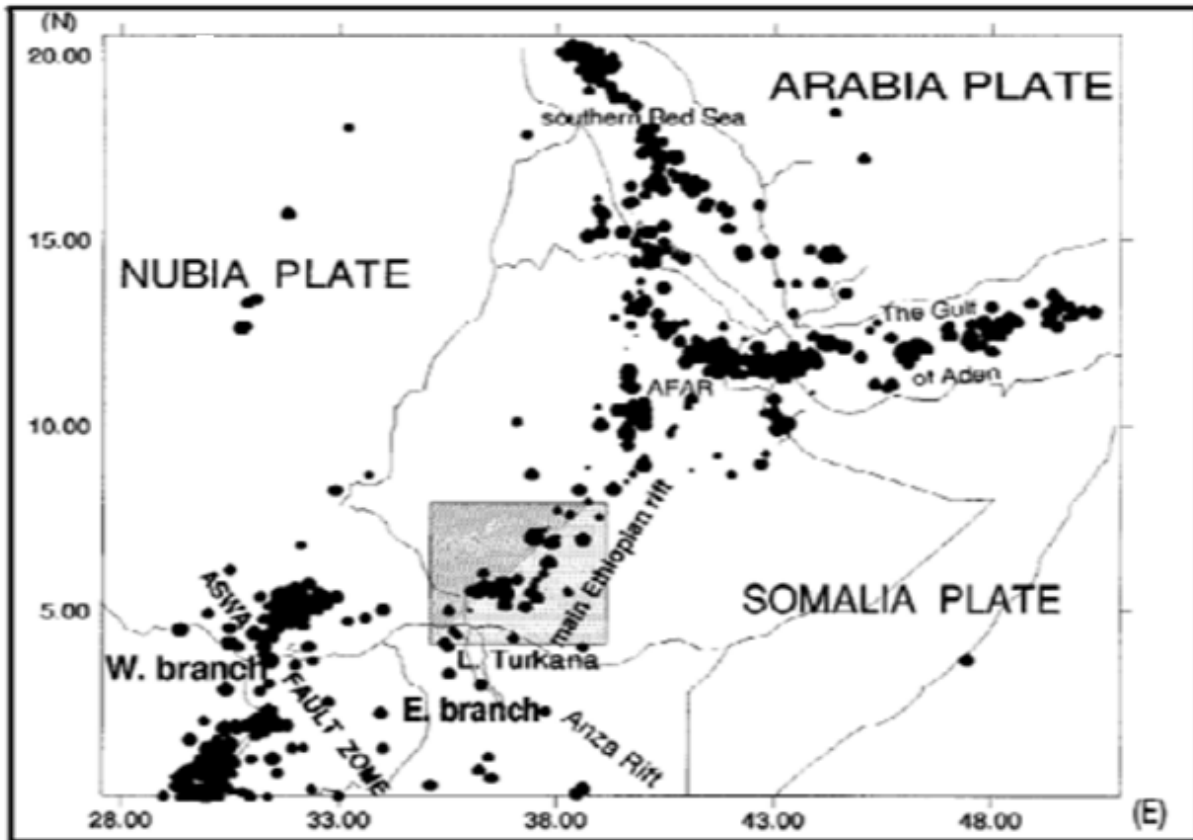 (N)
20.00
ARABIA PLATE
southern Red Sea
15.00
NUBIA PLATE
The Gulf
of Aden
AFAR
10.00
main Ethiopian rift
ASWA
FAULT ZONE
5.00
SOMALIA PLATE
W. branch
L. Turkana
E. branch
Anza Rift
28.00
33.00
38.00
43.00
48.00
(E)